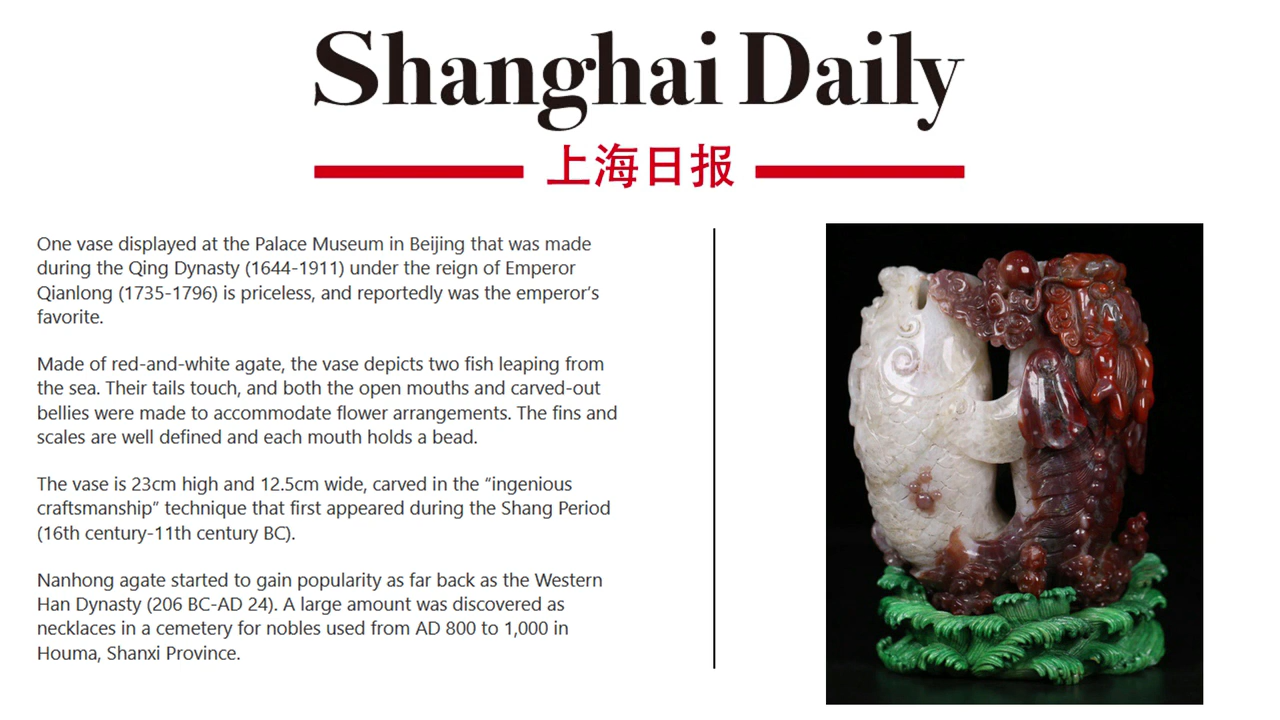 Shanghai Daily
上海日报
One vase displayed at the Palace Museum in Beijing that was made
during the Qing Dynasty (1644-1911) under the reign of Emperor
Qianlong (1735-1796) is priceless, and reportedly was the emperor’s
favorite.
Made of red-and-white agate, the vase depicts two fish leaping from
the sea. Their tails touch, and both the open mouths and carved-out
bellies were made to accommodate flower arrangements. The fins and
scales are well defined and each mouth holds a bead.
The vase is 23cm high and 12.5cm wide, carved in the “ingenious
craftsmanship” technique that first appeared during the Shang Period
(16th century-11th century BC).
Nanhong agate started to gain popularity as far back as the Western
Han Dynasty (206 BC-AD 24). A large amount was discovered as
necklaces in a cemetery for nobles used from AD 800 to 1,000 in
Houma, Shanxi Province.